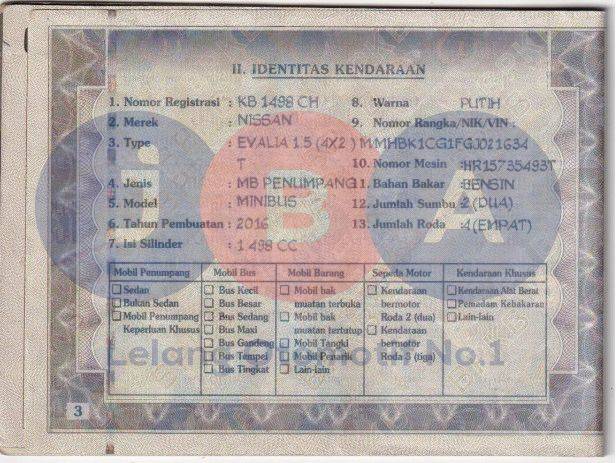 II. IDENTITAS KENDARAAN
1. Nomor Registrasi : KB 1498 CH
2. Merek : NISSAN
3. Type : EVALIA 1.5 (4X2) M
T
4. Jenis : MB PENUMPANG
5. Model : MINIBUS
6. Tahun Pembuatan : 2016
7. Isi Silinder : 1 498 CC
8. Warna PUTIH
9. Nomor Rangka/NIK/VIN :
MHBK1CG1FGJ021634
10. Nomor Mesin : HR15735493T
11. Bahan Bakar : BENSIN
12. Jumlah Sumbu : 2 (DUA)
13. Jumlah Roda : 4 (EMPAT)
Mobil Penumpang
Sedan
Bukan Sedan
Mobil Penumpang
Keperluan Khusus
Mobil Bus
Bus Kecil
Bus Besar
Bus Sedang
Bus Maxi
Bus Gandeng
Bus Tempel
Bus Tingkat
Mobil Barang
Mobil bak
muatan terbuka
Mobil bak
muatan tertutup
Mobil Tangki
Mobil Penarik
Lain-lain
Sepeda Motor
Kendaraan
bermotor
Roda 2 (dua)
Kendaraan
bermotor
Roda 3 (tiga)
Kendaraan Khusus
Kendaraan Alat Berat
Pemadam Kebakaran
Lain-lain
3
iBA
Lelang Otomotif No.1